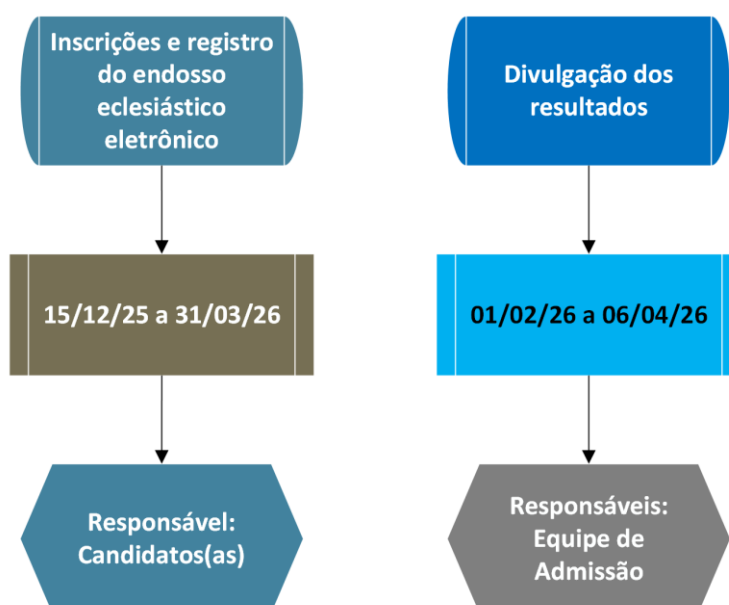 Inscrições e registro
do endosso
eclesiástico
eletrônico
15/12/25 a 31/03/26
Responsável:
Candidatos(as)
Divulgação dos
resultados
01/02/26 a 06/04/26
Responsáveis:
Equipe de
Admissão